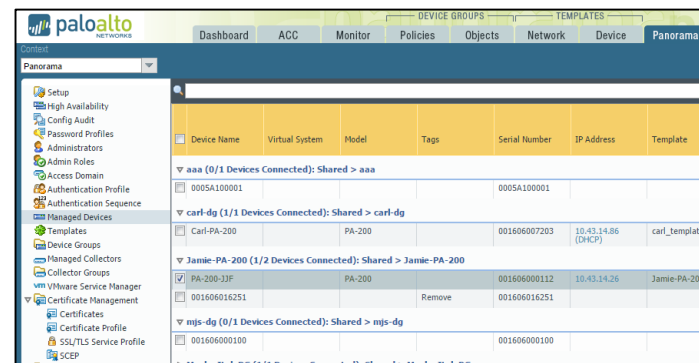 paloalto
NETWORKS
DEVICE GROUPS TEMPLATES
Dashboard ACC Monitor Policies Objects Network Device Panorama
Context
Panorama
Setup
High Availability
Config Audit
Password Profiles
Administrators
Admin Roles
Access Domain
Authentication Profile
Authentication Sequence
Managed Devices
Templates
Device Groups
Managed Collectors
Collector Groups
vm VMware Service Manager
Certificate Management
Certificates
Certificate Profile
SSL/TLS Service Profile
SCEP
Device Name Virtual System Model Tags Serial Number IP Address Template
aaa (0/1 Devices Connected): Shared > aaa
0005A100001 0005A100001
carl-dg (1/1 Devices Connected): Shared > carl-dg
Carl-PA-200 PA-200 001606007203 10.43.14.86 carl_templat
(DHCP)
Jamie-PA-200 (1/2 Devices Connected): Shared > Jamie-PA-200
PA-200-JJF PA-200 001606000112 10.43.14.26 Jamie-PA-20
001606016251 Remove 001606016251
mjs-dg (0/1 Devices Connected): Shared > mjs-dg
001606000100 001606000100